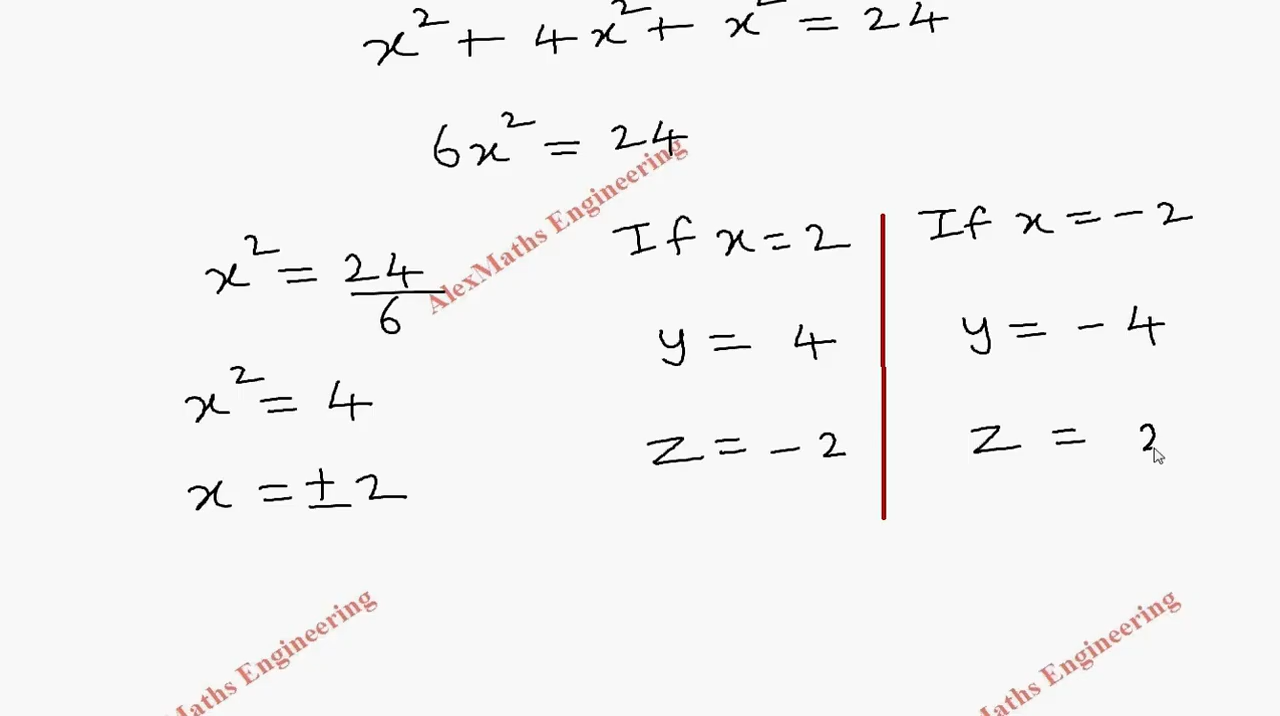 x² + 4x² + x² = 24
6x² = 24
x² = 24/6
x² = 4
x = ±2
If x = 2
y = 4
z = -2
If x = -2
y = -4
z = 2
AlexMaths Engineering
Maths Engineering
Maths Engineering